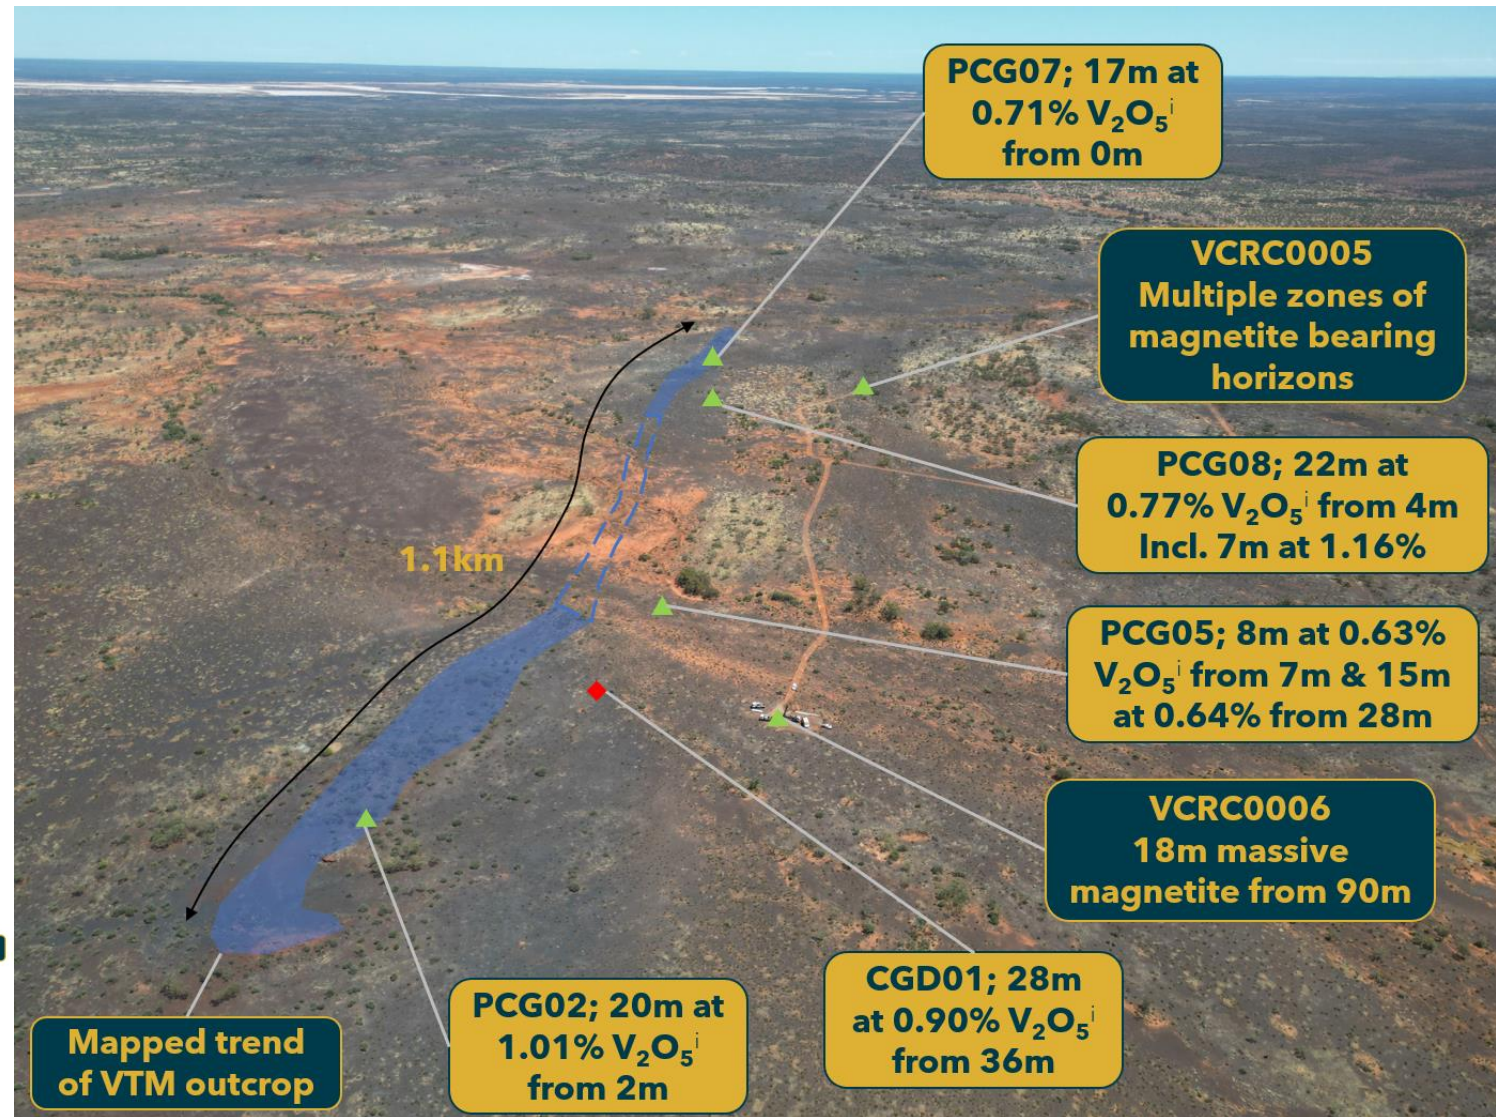 PCG07; 17m at
0.71% V₂O₅ⁱ
from 0m
VCRC0005
Multiple zones of
magnetite bearing
horizons
PCG08; 22m at
0.77% V₂O₅ⁱ from 4m
Incl. 7m at 1.16%
1.1km
PCG05; 8m at 0.63%
V₂O₅ⁱ from 7m & 15m
at 0.64% from 28m
VCRC0006
18m massive
magnetite from 90m
CGD01; 28m
at 0.90% V₂O₅ⁱ
from 36m
PCG02; 20m at
1.01% V₂O₅ⁱ
from 2m
Mapped trend
of VTM outcrop